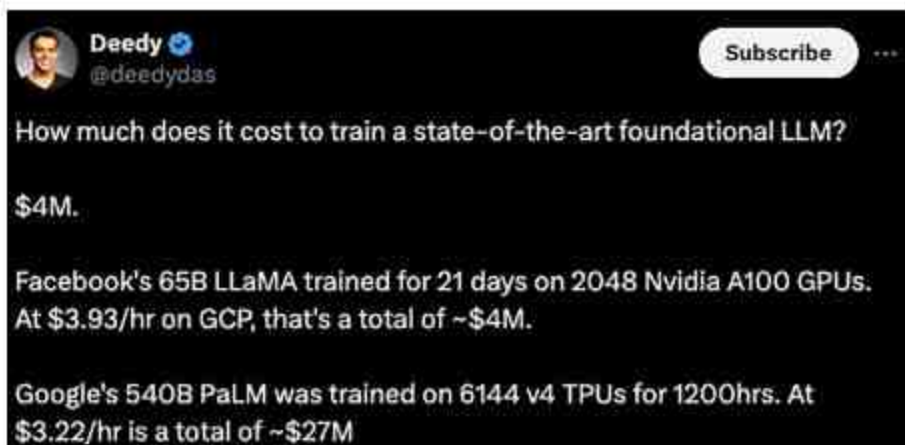 Deedy
@deedydas
Subscribe
How much does it cost to train a state-of-the-art foundational LLM?
$4M.
Facebook's 65B LLaMA trained for 21 days on 2048 Nvidia A100 GPUs.
At $3.93/hr on GCP, that's a total of ~$4M.
Google's 540B PaLM was trained on 6144 v4 TPUs for 1200hrs. At
$3.22/hr is a total of ~$27M